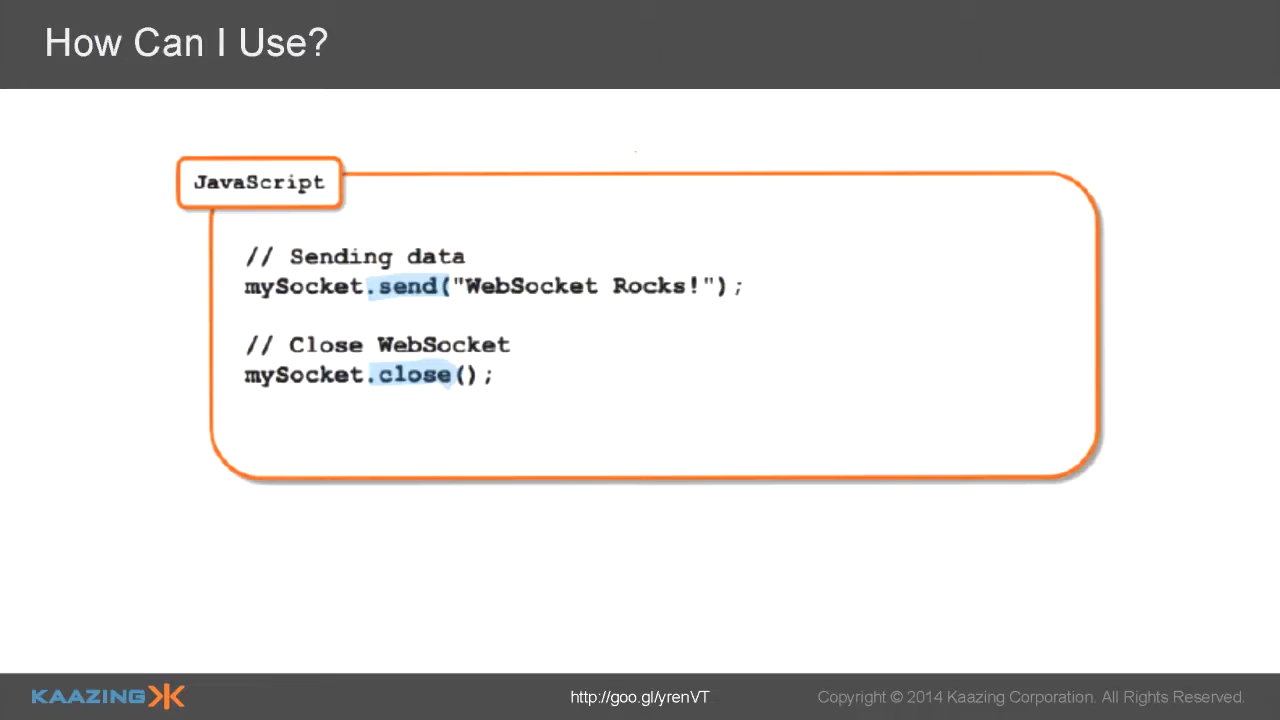 How Can I Use?
JavaScript
// Sending data
mySocket.send("WebSocket Rocks!");
// Close WebSocket
mySocket.close();
KAAZING
http://goo.gl/yrenVT
Copyright © 2014 Kaazing Corporation. All Rights Reserved.